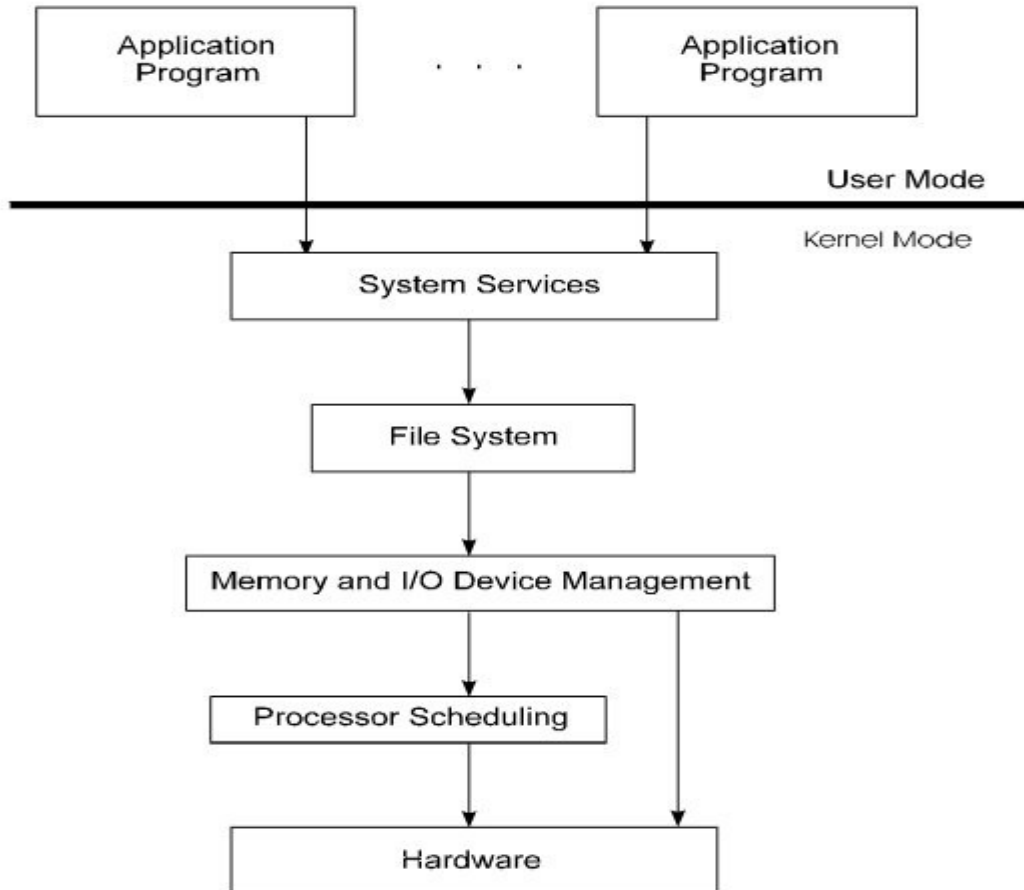 Application
Program
. . .
Application
Program
User Mode
Kernel Mode
System Services
File System
Memory and I/O Device Management
Processor Scheduling
Hardware